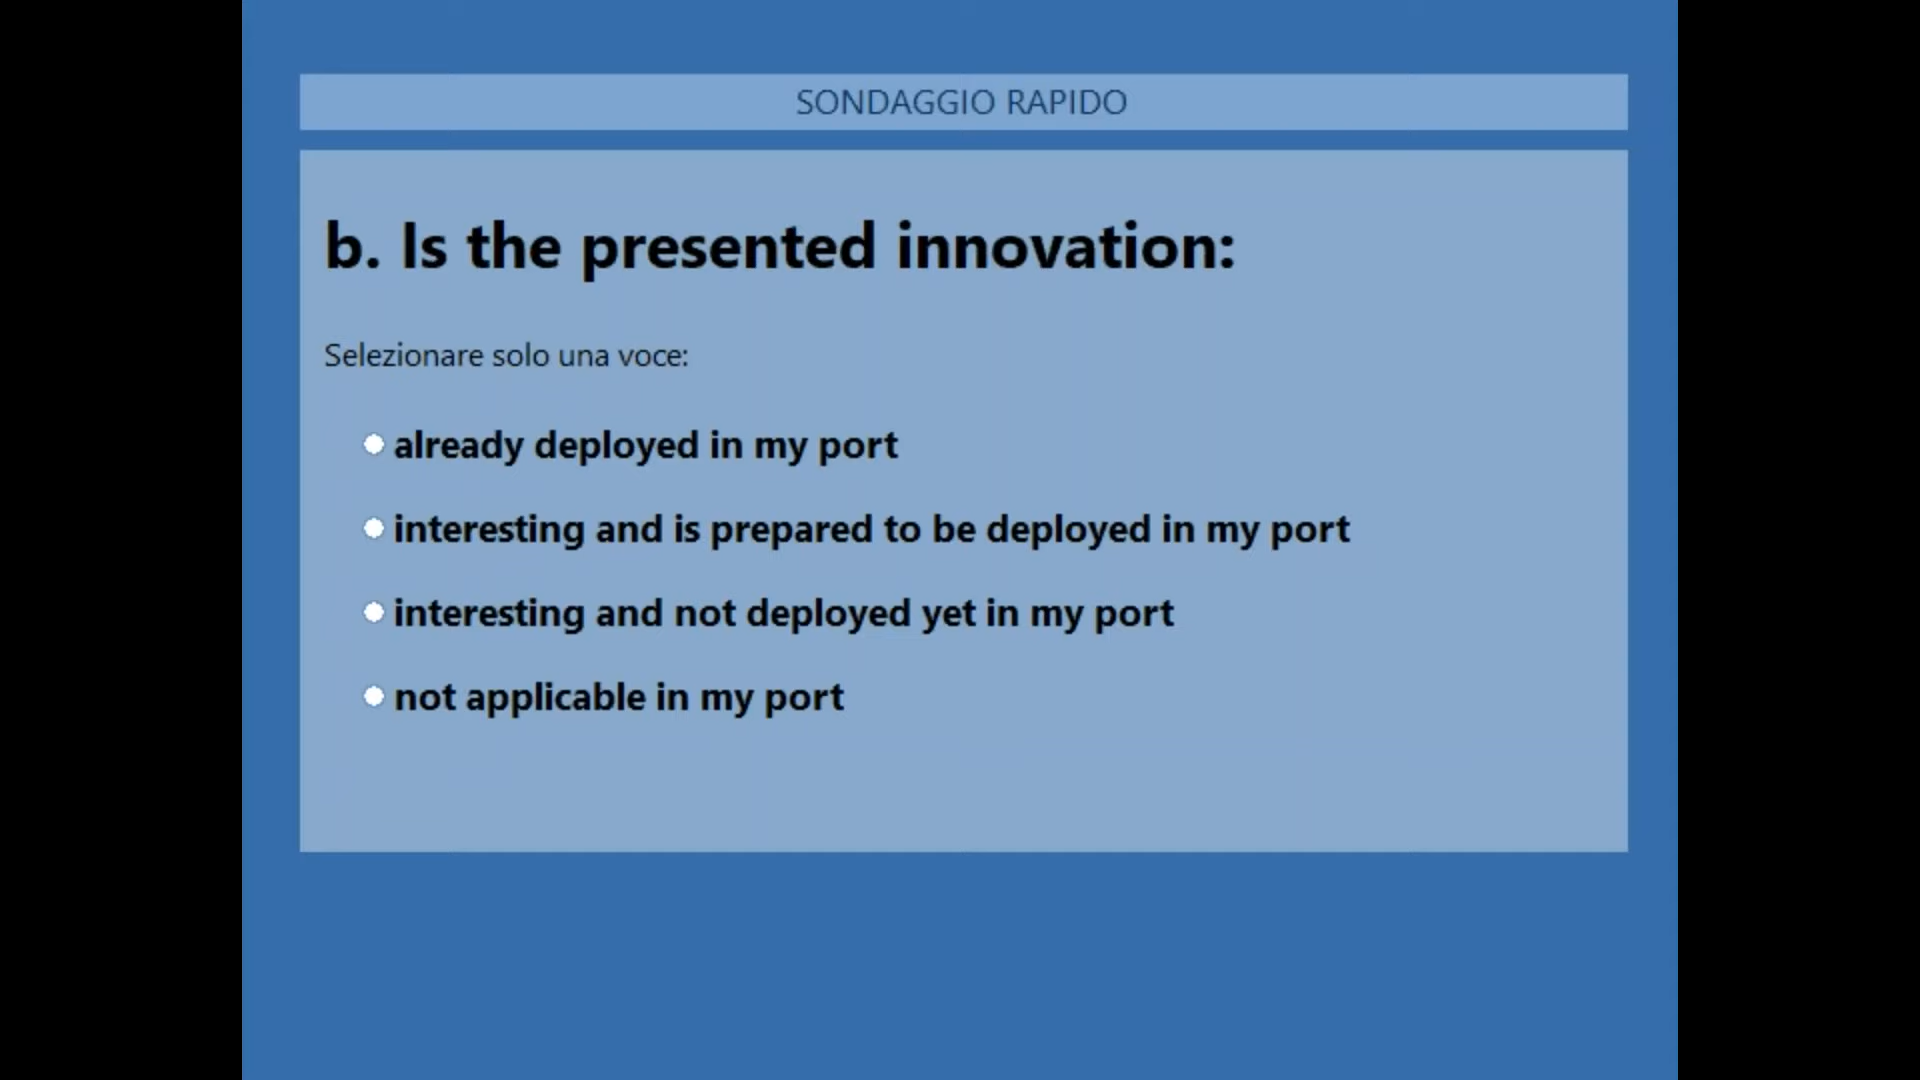 SONDAGGIO RAPIDO
b. Is the presented innovation:
Selezionare solo una voce:
already deployed in my port
interesting and is prepared to be deployed in my port
interesting and not deployed yet in my port
not applicable in my port